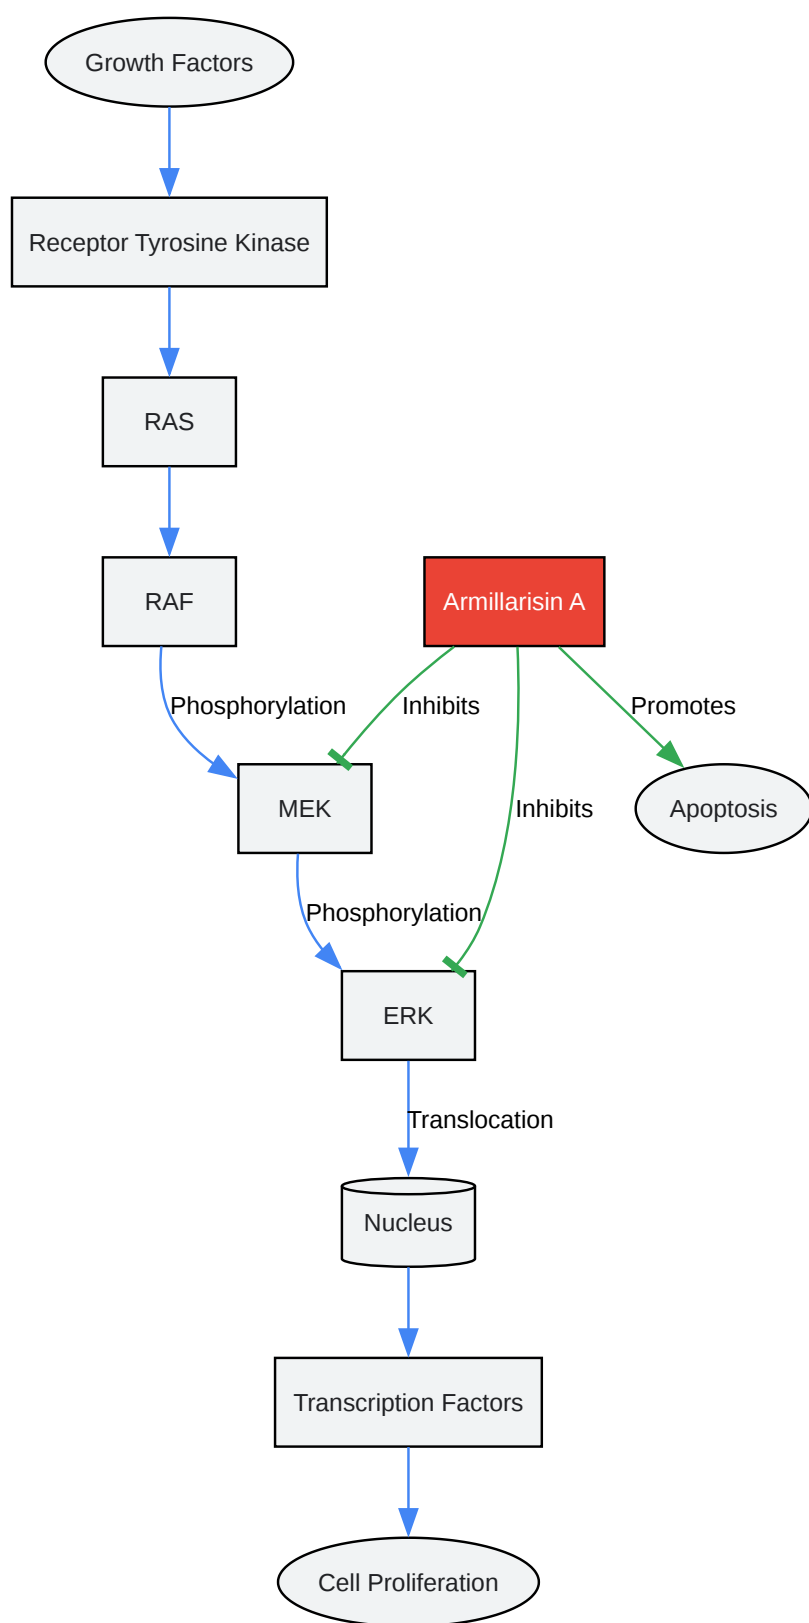 Growth Factors
Receptor Tyrosine Kinase
RAS
RAF
Armillarisin A
Phosphorylation
Inhibits
Promotes
MEK
Inhibits
Apoptosis
Phosphorylation
ERK
Translocation
Nucleus
Transcription Factors
Cell Proliferation